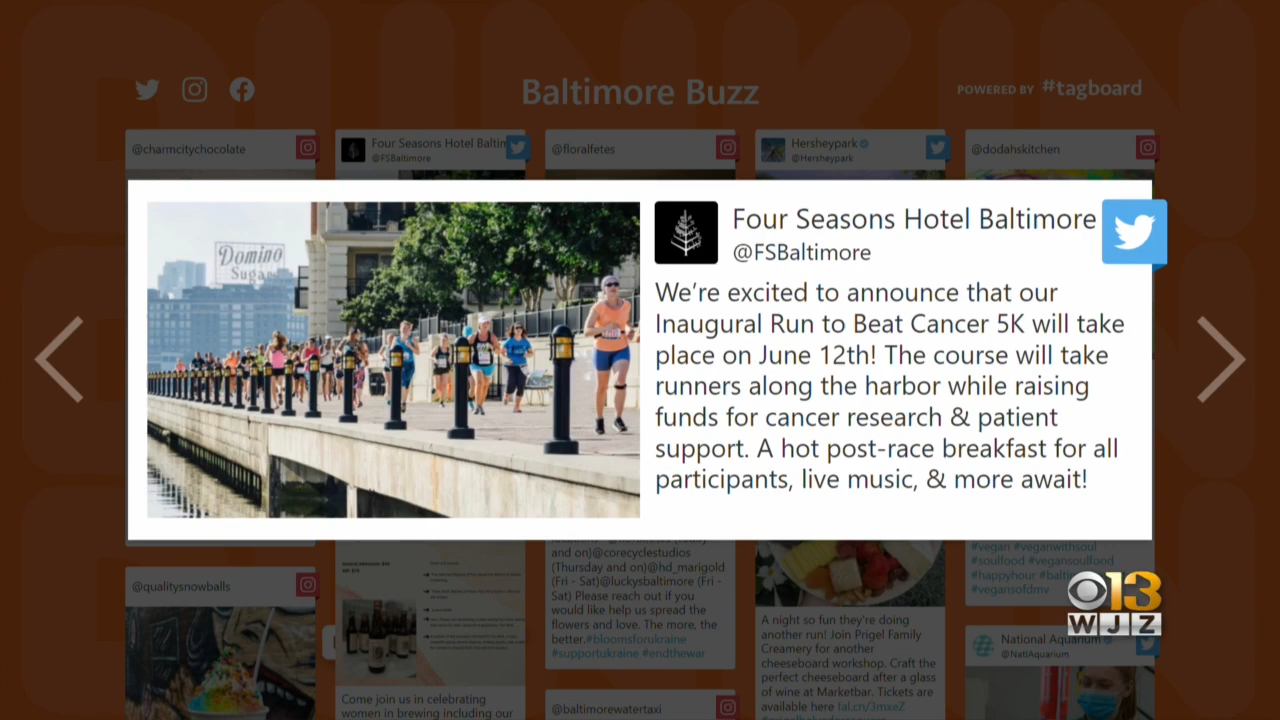 Baltimore Buzz
POWERED BY #tagboard
@charmcitychocolate
Four Seasons Hotel Baltim
@FSBaltimore
@floralfetes
Hersheypark
@Hersheypark
@dodahskitchen
Domino
Sugar
Four Seasons Hotel Baltimore
@FSBaltimore
We’re excited to announce that our
Inaugural Run to Beat Cancer 5K will take
place on June 12th! The course will take
runners along the harbor while raising
funds for cancer research & patient
support. A hot post-race breakfast for all
participants, live music, & more await!
@qualitysnowballs
Come join us in celebrating
women in brewing including our
and on)@corecyclestudios
(Thursday and on)@hd_marigold
(Fri - Sat)@luckysbaltimore (Fri -
Sat) Please reach out if you
would like help us spread the
flowers and love. The more, the
better.#bloomsforukraine
#supportukraine #endthewar
@baltimorewatertaxi
A night so fun they're doing
another run! Join Prigel Family
Creamery for another
cheeseboard workshop. Craft the
perfect cheeseboard after a glass
of wine at Marketbar. Tickets are
available here lal.cn/3mxeZ
#vegan #veganwithsoul
#soulfood #vegansoulfood
#happyhour #baltim
#vegansofdmv
National Aquarium
@NatlAquarium
13
WJZ